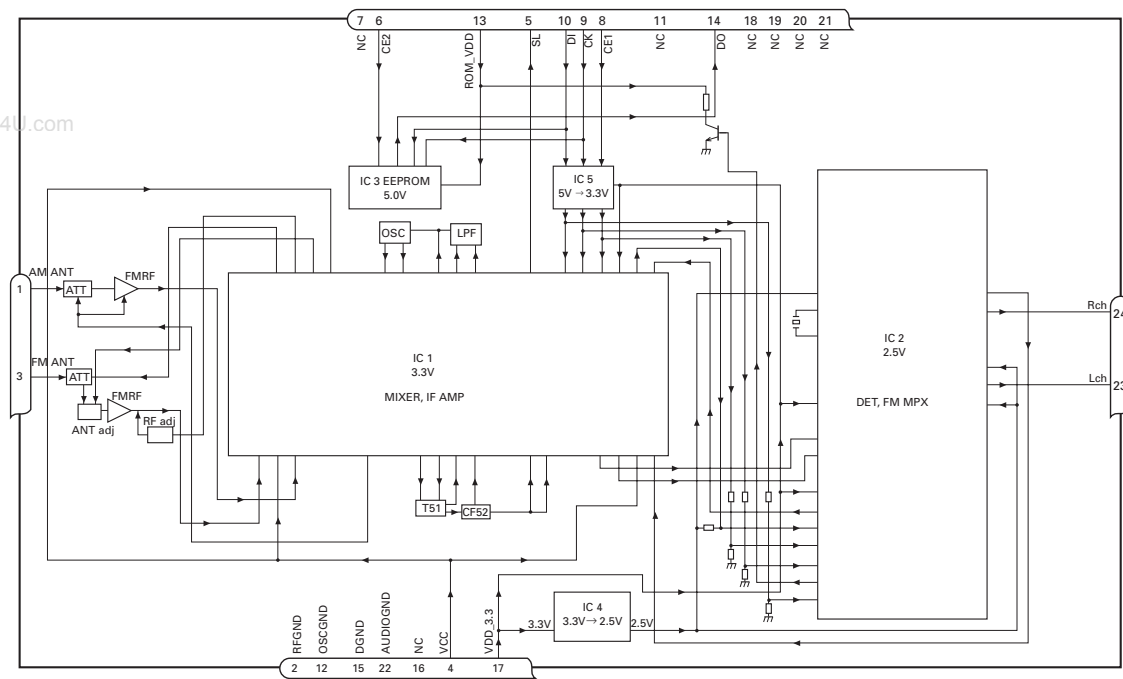 7 6 13 5 10 9 8 11 14 18 19 20 21
NC
CE2
ROM_VDD
SL
DI
CK
CE1
NC
DO
NC
NC
NC
NC
4U.com
IC 3 EEPROM
5.0V
IC 5
5V → 3.3V
OSC
LPF
AM ANT
1
ATT
FMRF
FM ANT
3
ATT
FMRF
ANT adj
RF adj
IC 1
3.3V
MIXER, IF AMP
IC 2
2.5V
DET, FM MPX
Rch
24
Lch
23
T51
CF52
IC 4
3.3V→ 2.5V
3.3V
2.5V
RFGND
OSCGND
DGND
AUDIOGND
NC
VCC
VDD_3.3
2 12 15 22 16 4 17